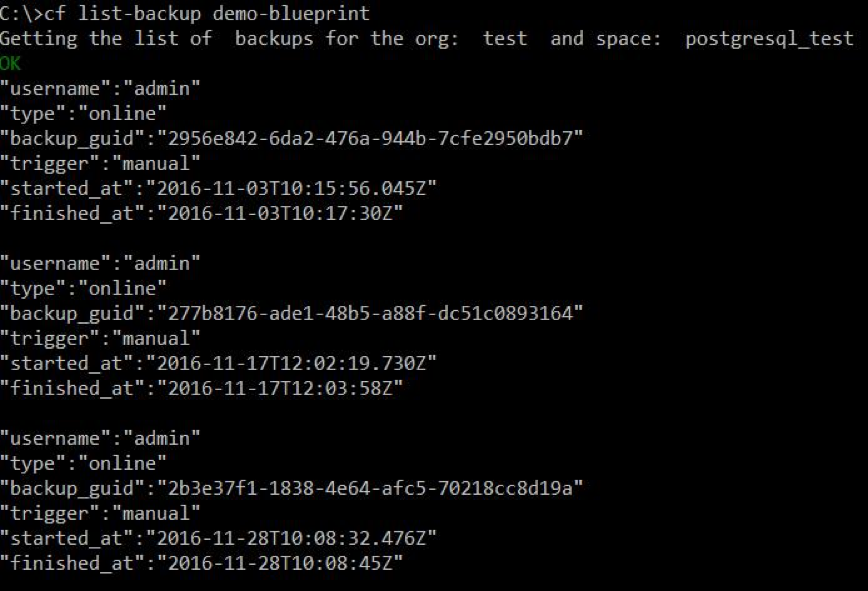 C:\>cf list-backup demo-blueprint
Getting the list of  backups for the org:  test  and space:  postgresql_test
OK
"username":"admin"
"type":"online"
"backup_guid":"2956e842-6da2-476a-944b-7cfe2950bdb7"
"trigger":"manual"
"started_at":"2016-11-03T10:15:56.045Z"
"finished_at":"2016-11-03T10:17:30Z"

"username":"admin"
"type":"online"
"backup_guid":"277b8176-ade1-48b5-a88f-dc51c0893164"
"trigger":"manual"
"started_at":"2016-11-17T12:02:19.730Z"
"finished_at":"2016-11-17T12:03:58Z"

"username":"admin"
"type":"online"
"backup_guid":"2b3e37f1-1838-4e64-afc5-70218cc8d19a"
"trigger":"manual"
"started_at":"2016-11-28T10:08:32.476Z"
"finished_at":"2016-11-28T10:08:45Z"